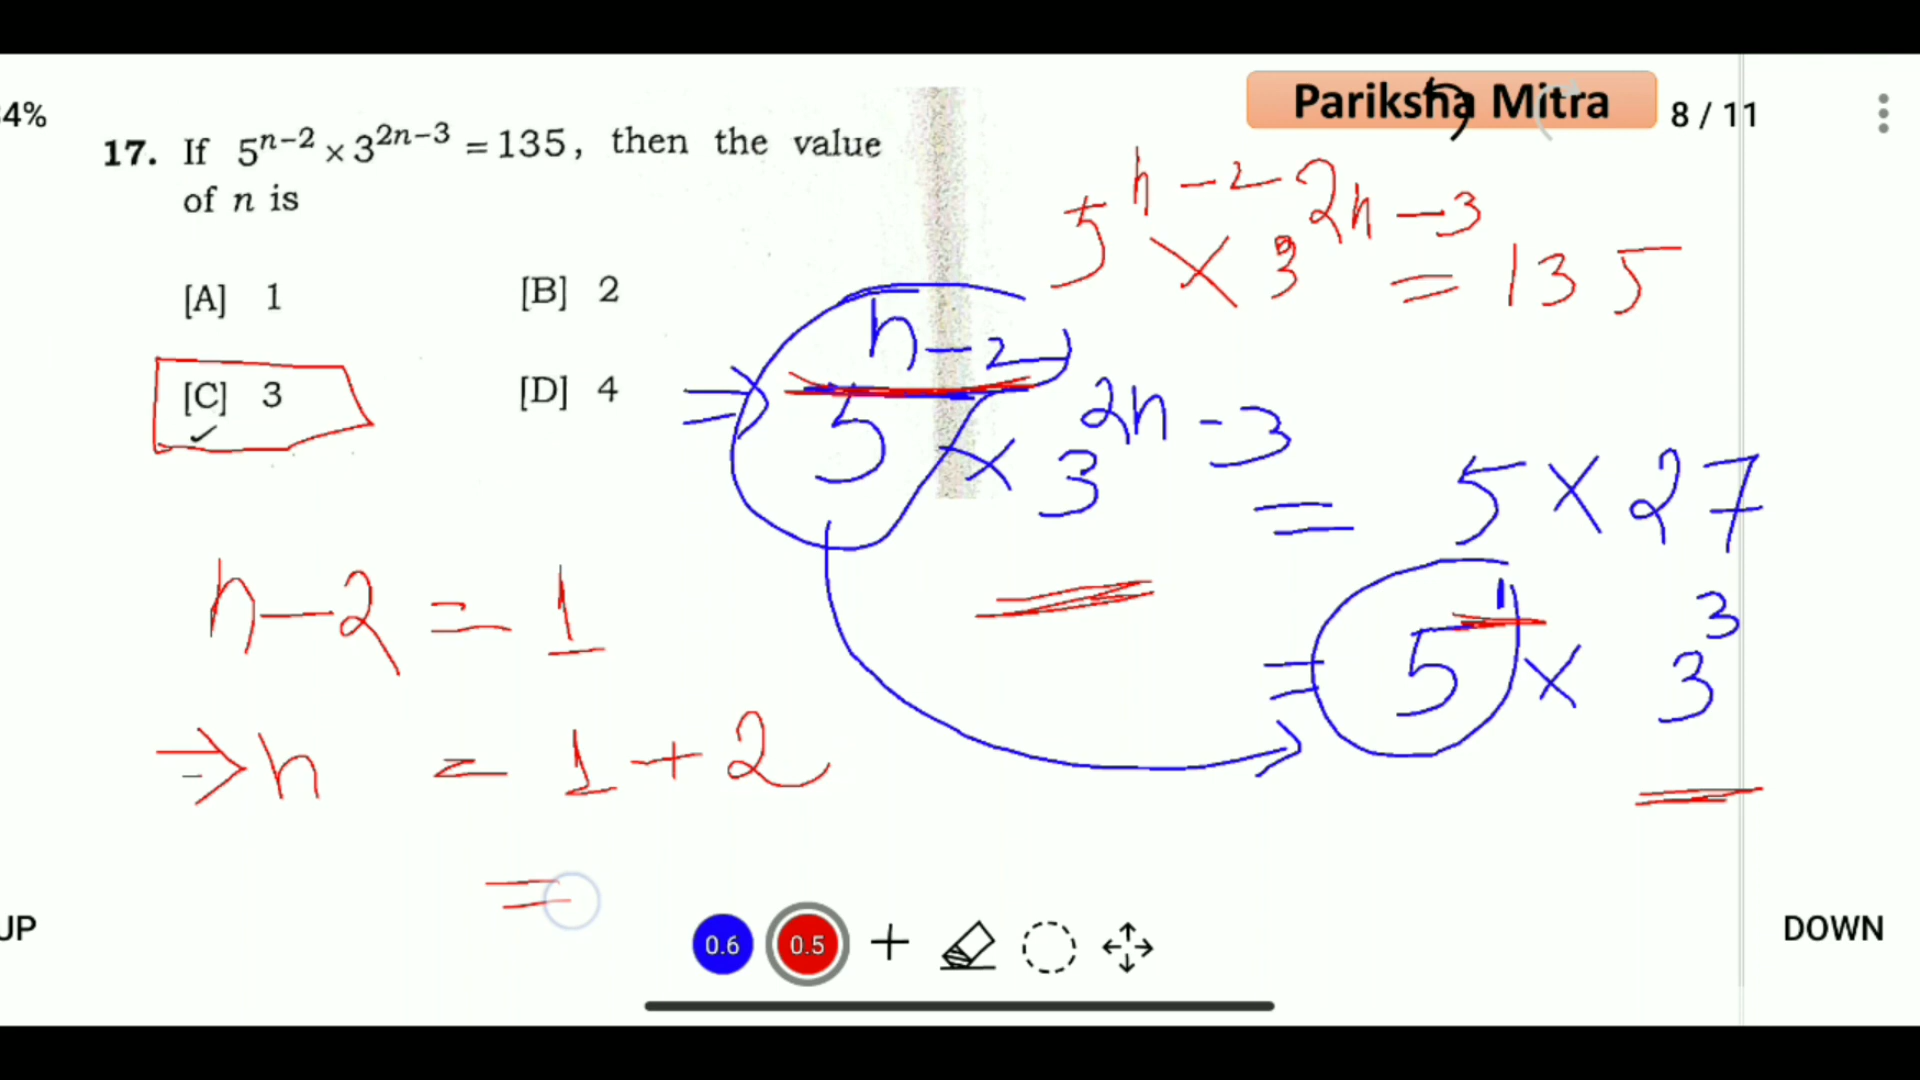 Pariksha Mitra 8 / 11
4%
17. If 5^{n-2} × 3^{2n-3} = 135, then the value
of n is
[A] 1 [B] 2
[C] 3 [D] 4
5^{n-2} × 3^{2n-3} = 135
⇒ 5^{n-2} × 3^{2n-3} = 5 × 27
= 5^1 × 3^3
n - 2 = 1
⇒ n = 1 + 2
=
UP DOWN
0.6 0.5 +